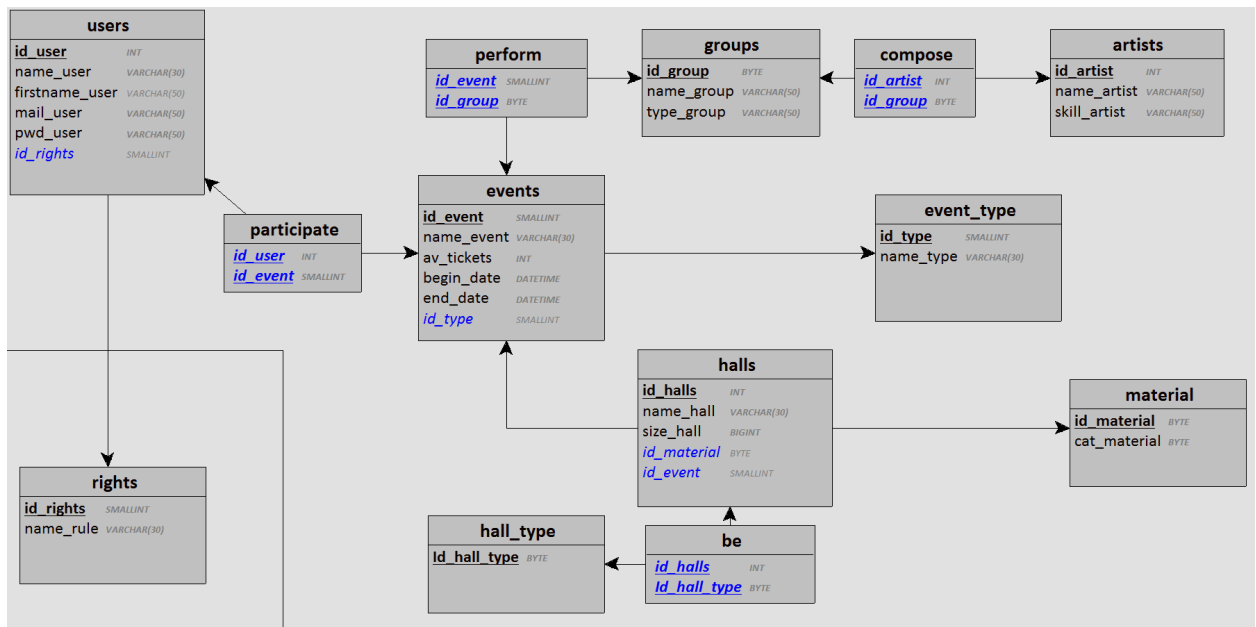 users
id_user INT
name_user VARCHAR(30)
firstname_user VARCHAR(50)
mail_user VARCHAR(50)
pwd_user VARCHAR(50)
id_rights SMALLINT
perform
id_event SMALLINT
id_group BYTE
groups
id_group BYTE
name_group VARCHAR(50)
type_group VARCHAR(50)
compose
id_artist INT
id_group BYTE
artists
id_artist INT
name_artist VARCHAR(50)
skill_artist VARCHAR(50)
participate
id_user INT
id_event SMALLINT
events
id_event SMALLINT
name_event VARCHAR(30)
av_tickets INT
begin_date DATETIME
end_date DATETIME
id_type SMALLINT
event_type
id_type SMALLINT
name_type VARCHAR(30)
halls
id_halls INT
name_hall VARCHAR(30)
size_hall BIGINT
id_material BYTE
id_event SMALLINT
material
id_material BYTE
cat_material BYTE
rights
id_rights SMALLINT
name_rule VARCHAR(30)
hall_type
Id_hall_type BYTE
be
id_halls INT
Id_hall_type BYTE